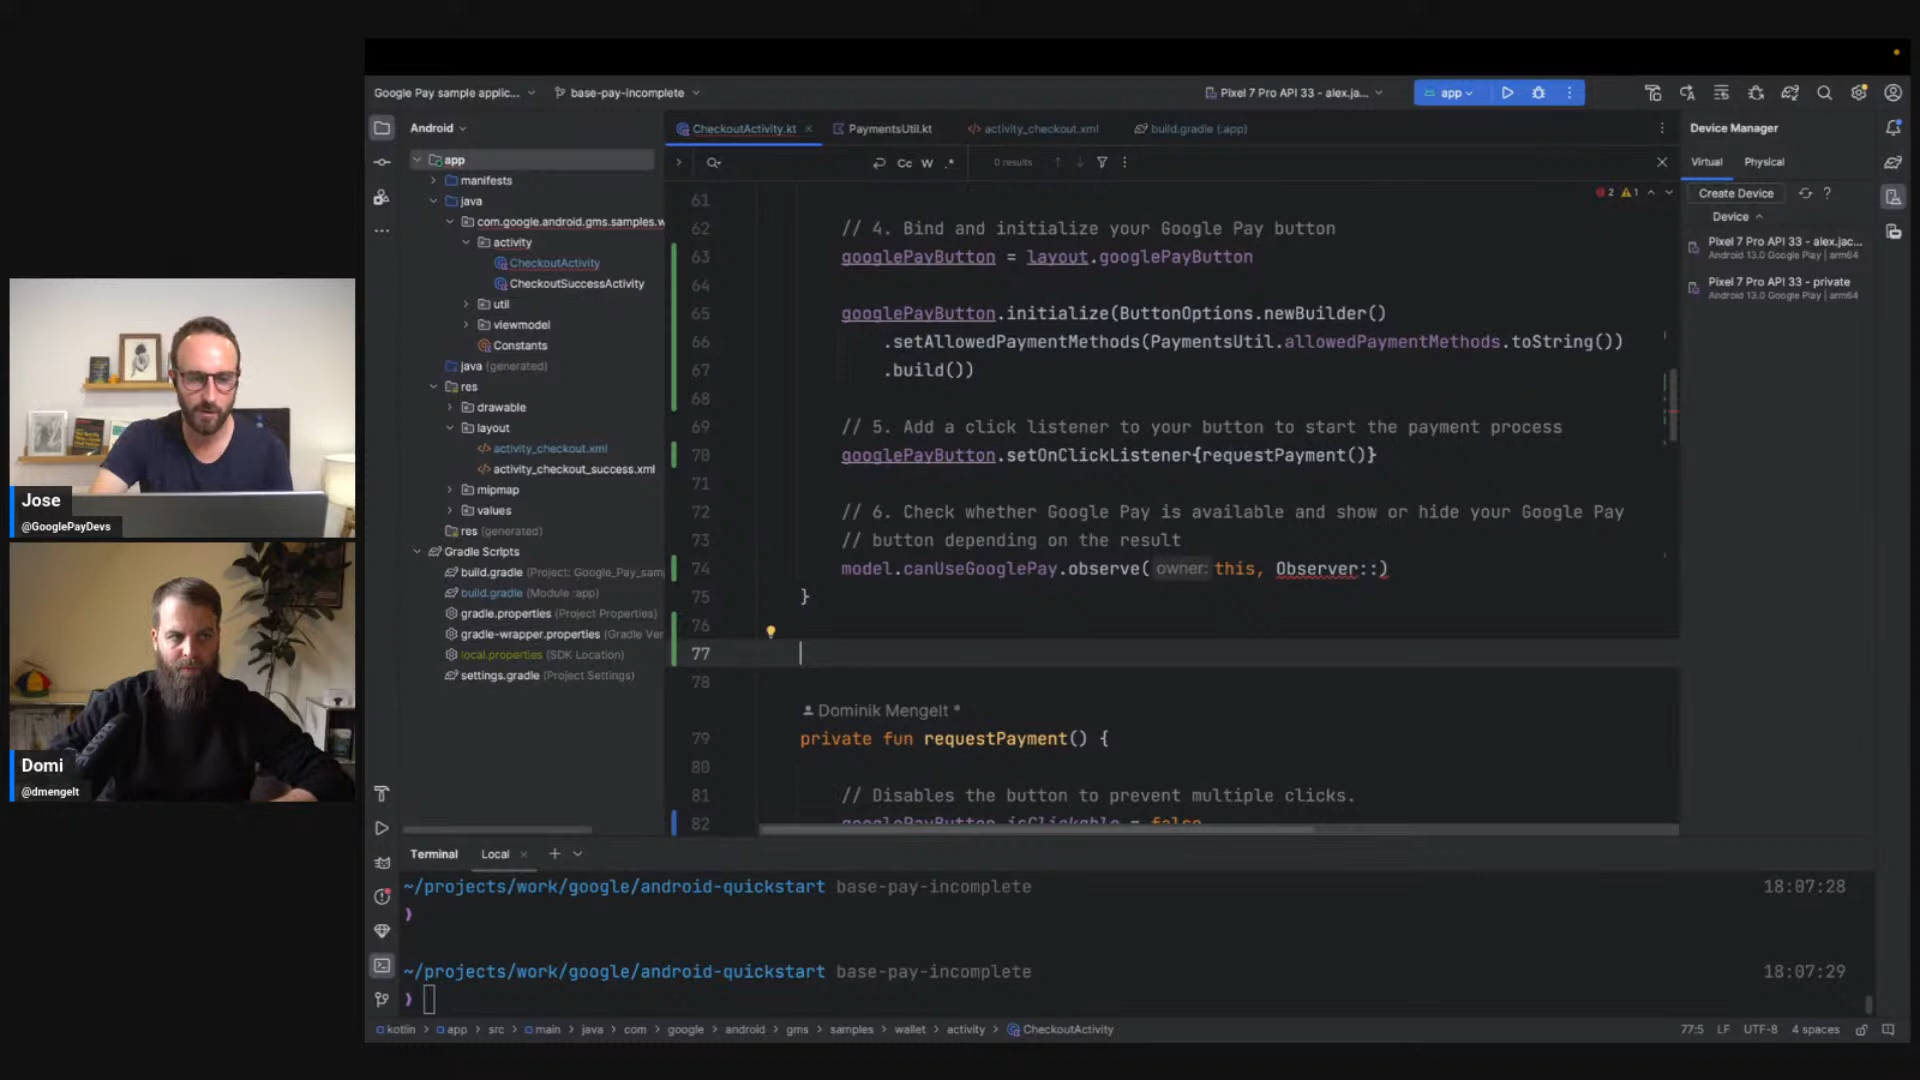 Google Pay sample applic...
base-pay-incomplete
Pixel 7 Pro API 33 - alex.ja...
app
Android
CheckoutActivity.kt
PaymentsUtil.kt
activity_checkout.xml
build.gradle (:app)
Device Manager
Cc W .*
0 results
Virtual
Physical
Create Device
?
Device
Pixel 7 Pro API 33 - alex.jac...
Android 13.0 Google Play | arm64
Pixel 7 Pro API 33 - private
Android 13.0 Google Play | arm64
app
manifests
java
com.google.android.gms.samples.w
activity
CheckoutActivity
CheckoutSuccessActivity
util
viewmodel
Constants
java (generated)
res
drawable
layout
activity_checkout.xml
activity_checkout_success.xml
mipmap
values
res (generated)
Gradle Scripts
build.gradle (Project: Google_Pay_sam
build.gradle (Module :app)
gradle.properties (Project Properties)
gradle-wrapper.properties (Gradle Ver
local.properties (SDK Location)
settings.gradle (Project Settings)
2 1
61
62 // 4. Bind and initialize your Google Pay button
63 googlePayButton = layout.googlePayButton
64
65 googlePayButton.initialize(ButtonOptions.newBuilder()
66 .setAllowedPaymentMethods(PaymentsUtil.allowedPaymentMethods.toString())
67 .build())
68
69 // 5. Add a click listener to your button to start the payment process
70 googlePayButton.setOnClickListener{requestPayment()}
71
72 // 6. Check whether Google Pay is available and show or hide your Google Pay
73 // button depending on the result
74 model.canUseGooglePay.observe( owner: this, Observer::)
75 }
76
77
78
Dominik Mengelt *
79 private fun requestPayment() {
80
81 // Disables the button to prevent multiple clicks.
82 googlePayButton.isClickable = false
Jose
@GooglePayDevs
Domi
@dmengelt
Terminal
Local
~/projects/work/google/android-quickstart base-pay-incomplete 18:07:28
❯
~/projects/work/google/android-quickstart base-pay-incomplete 18:07:29
❯
kotlin > app > src > main > java > com > google > android > gms > samples > wallet > activity > CheckoutActivity
77:5 LF UTF-8 4 spaces